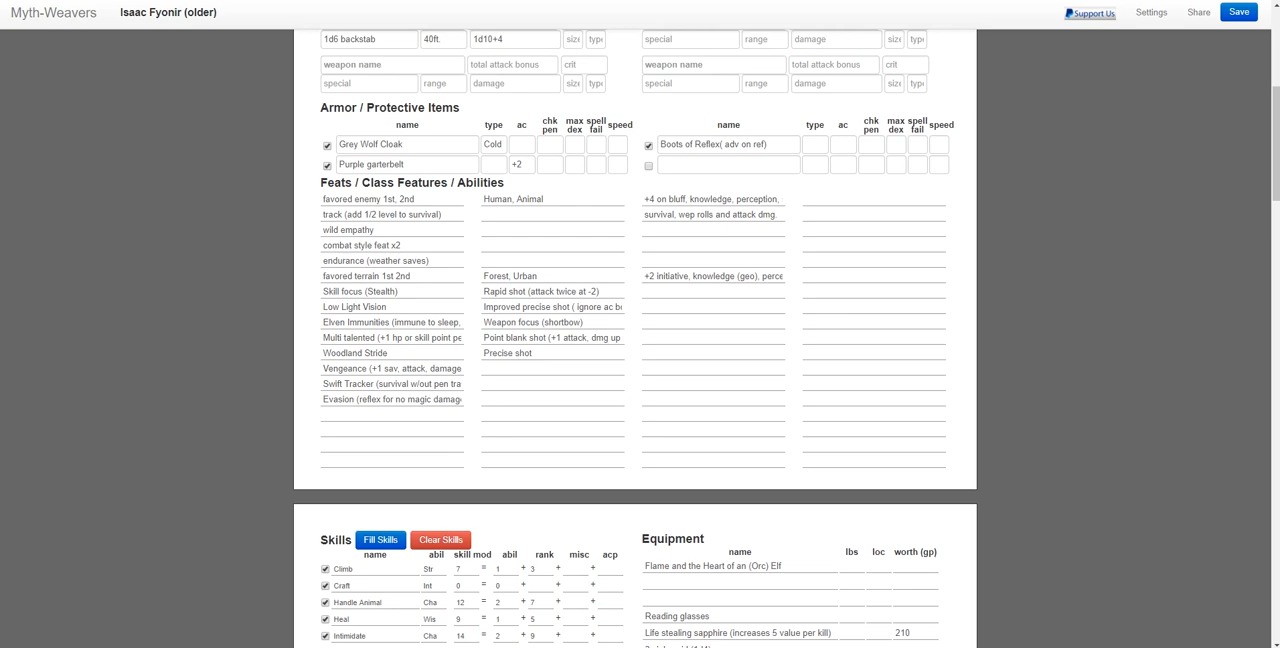 Myth-Weavers Isaac Fyonir (older) Support Us Settings Share Save
1d6 backstab 40ft. 1d10+4 size type special range damage size type
weapon name total attack bonus crit weapon name total attack bonus crit
special range damage size type special range damage size type
Armor / Protective Items
name type ac chk pen max dex spell fail speed name type ac chk pen max dex spell fail speed
Grey Wolf Cloak Cold Boots of Reflex( adv on ref)
Purple garterbelt +2
Feats / Class Features / Abilities
favored enemy 1st, 2nd Human, Animal +4 on bluff, knowledge, perception,
track (add 1/2 level to survival) survival, wep rolls and attack dmg.
wild empathy
combat style feat x2
endurance (weather saves)
favored terrain 1st 2nd Forest, Urban +2 initiative, knowledge (geo), perce
Skill focus (Stealth) Rapid shot (attack twice at -2)
Low Light Vision Improved precise shot ( ignore ac b
Elven Immunities (immune to sleep, Weapon focus (shortbow)
Multi talented (+1 hp or skill point pe Point blank shot (+1 attack, dmg up
Woodland Stride Precise shot
Vengeance (+1 sav, attack, damage
Swift Tracker (survival w/out pen tra
Evasion (reflex for no magic damag
Skills Fill Skills Clear Skills Equipment
name abil skill mod abil rank misc acp name lbs loc worth (gp)
Climb Str 7 = 1 + 3 + + Flame and the Heart of an (Orc) Elf
Craft Int 0 = 0 + + +
Handle Animal Cha 12 = 2 + 7 + +
Heal Wis 9 = 1 + 5 + + Reading glasses
Intimidate Cha 14 = 2 + 9 + + Life stealing sapphire (increases 5 value per kill) 210